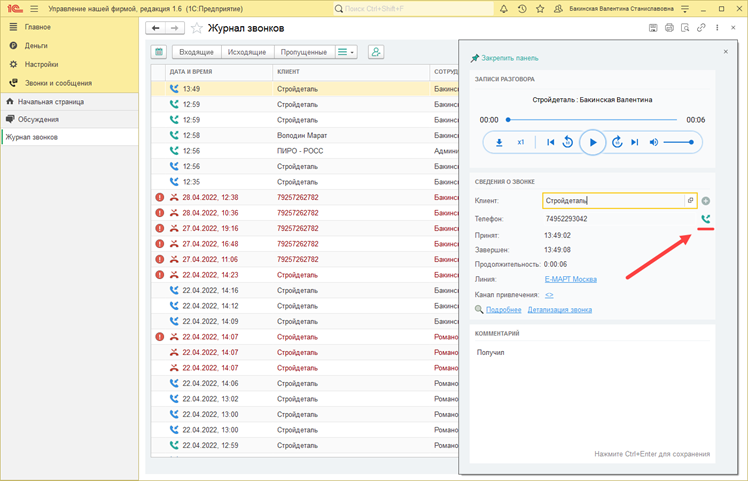 1С Управление нашей фирмой, редакция 1.6 (1С:Предприятие) Поиск Ctrl+Shift+F Бакинская Валентина Станиславовна
Главное
Деньги
Настройки
Звонки и сообщения
Начальная страница
Обсуждения
Журнал звонков
Журнал звонков
Входящие Исходящие Пропущенные
ДАТА И ВРЕМЯ КЛИЕНТ СОТРУД
13:49 Стройдеталь Бакинск
12:59 Стройдеталь Бакинск
12:59 Стройдеталь Бакинск
12:58 Володин Марат Бакинск
12:56 ПИРО - РОСС Админи
12:56 Стройдеталь Бакинск
12:35 Стройдеталь Бакинск
28.04.2022, 12:38 79257262782 Бакинск
28.04.2022, 10:36 79257262782 Бакинск
27.04.2022, 19:16 79257262782 Бакинск
27.04.2022, 16:48 79257262782 Бакинск
27.04.2022, 11:06 79257262782 Бакинск
22.04.2022, 14:23 Стройдеталь Бакинск
22.04.2022, 14:16 Стройдеталь Бакинск
22.04.2022, 14:12 Стройдеталь Бакинск
22.04.2022, 14:09 Стройдеталь Бакинск
22.04.2022, 14:07 Стройдеталь Романо
22.04.2022, 14:07 Стройдеталь Романо
22.04.2022, 14:07 Стройдеталь Романо
22.04.2022, 14:06 Стройдеталь Романо
22.04.2022, 13:02 Стройдеталь Романо
22.04.2022, 13:00 Стройдеталь Романо
22.04.2022, 13:00 Стройдеталь Романо
22.04.2022, 12:59 Стройдеталь Романо
Закрепить панель
ЗАПИСИ РАЗГОВОРА
Стройдеталь : Бакинская Валентина
00:00 00:06
x1
СВЕДЕНИЯ О ЗВОНКЕ
Клиент: Стройдеталь
Телефон: 74952293042
Принят: 13:49:02
Завершен: 13:49:08
Продолжительность: 0:00:06
Линия: Е-МАРТ Москва
Канал привлечения: <>
Подробнее Детализация звонка
КОММЕНТАРИЙ
Получил
Нажмите Ctrl+Enter для сохранения